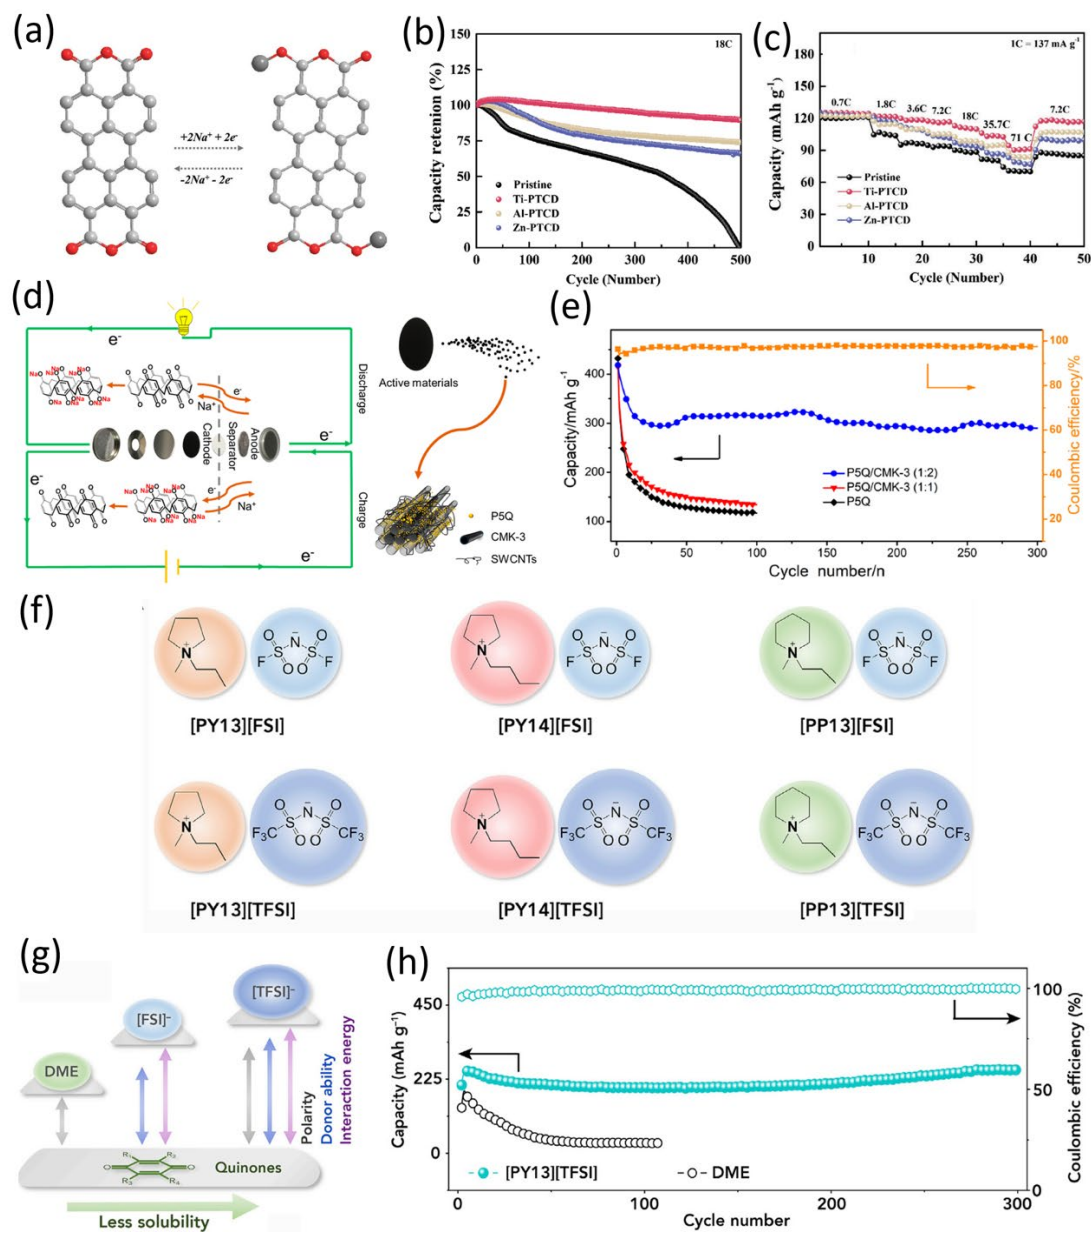 (a)
+2Na⁺ + 2e⁻
-2Na⁺ - 2e⁻
(b)
18C
Capacity retenion (%)
150
125
100
75
50
25
0
Pristine
Ti-PTCD
Al-PTCD
Zn-PTCD
0 100 200 300 400 500
Cycle (Number)
(c)
1C = 137 mA g⁻¹
Capacity (mAh g⁻¹)
180
150
120
90
60
30
0
0.7C 1.8C 3.6C 7.2C 18C 35.7C 71 C 7.2C
Pristine
Ti-PTCD
Al-PTCD
Zn-PTCD
10 20 30 40 50
Cycle (Number)
(d)
e⁻
e⁻
Discharge
e⁻
Na⁺
Cathode
Separator
Anode
e⁻
e⁻
e⁻
Na⁺
Charge
e⁻
Active materials
P5Q
CMK-3
SWCNTs
(e)
Capacity/mAh g⁻¹
400
300
200
100
P5Q/CMK-3 (1:2)
P5Q/CMK-3 (1:1)
P5Q
Coulombic efficiency/%
100
80
60
40
20
0 50 100 150 200 250 300
Cycle number/n
(f)
[PY13][FSI]
[PY14][FSI]
[PP13][FSI]
[PY13][TFSI]
[PY14][TFSI]
[PP13][TFSI]
(g)
DME
[FSI]⁻
[TFSI]⁻
Polarity
Donor ability
Interaction energy
Quinones
Less solubility
(h)
Capacity (mAh g⁻¹)
450
225
0
[PY13][TFSI]
DME
Coulombic efficiency (%)
100
50
0
0 100 200 300
Cycle number